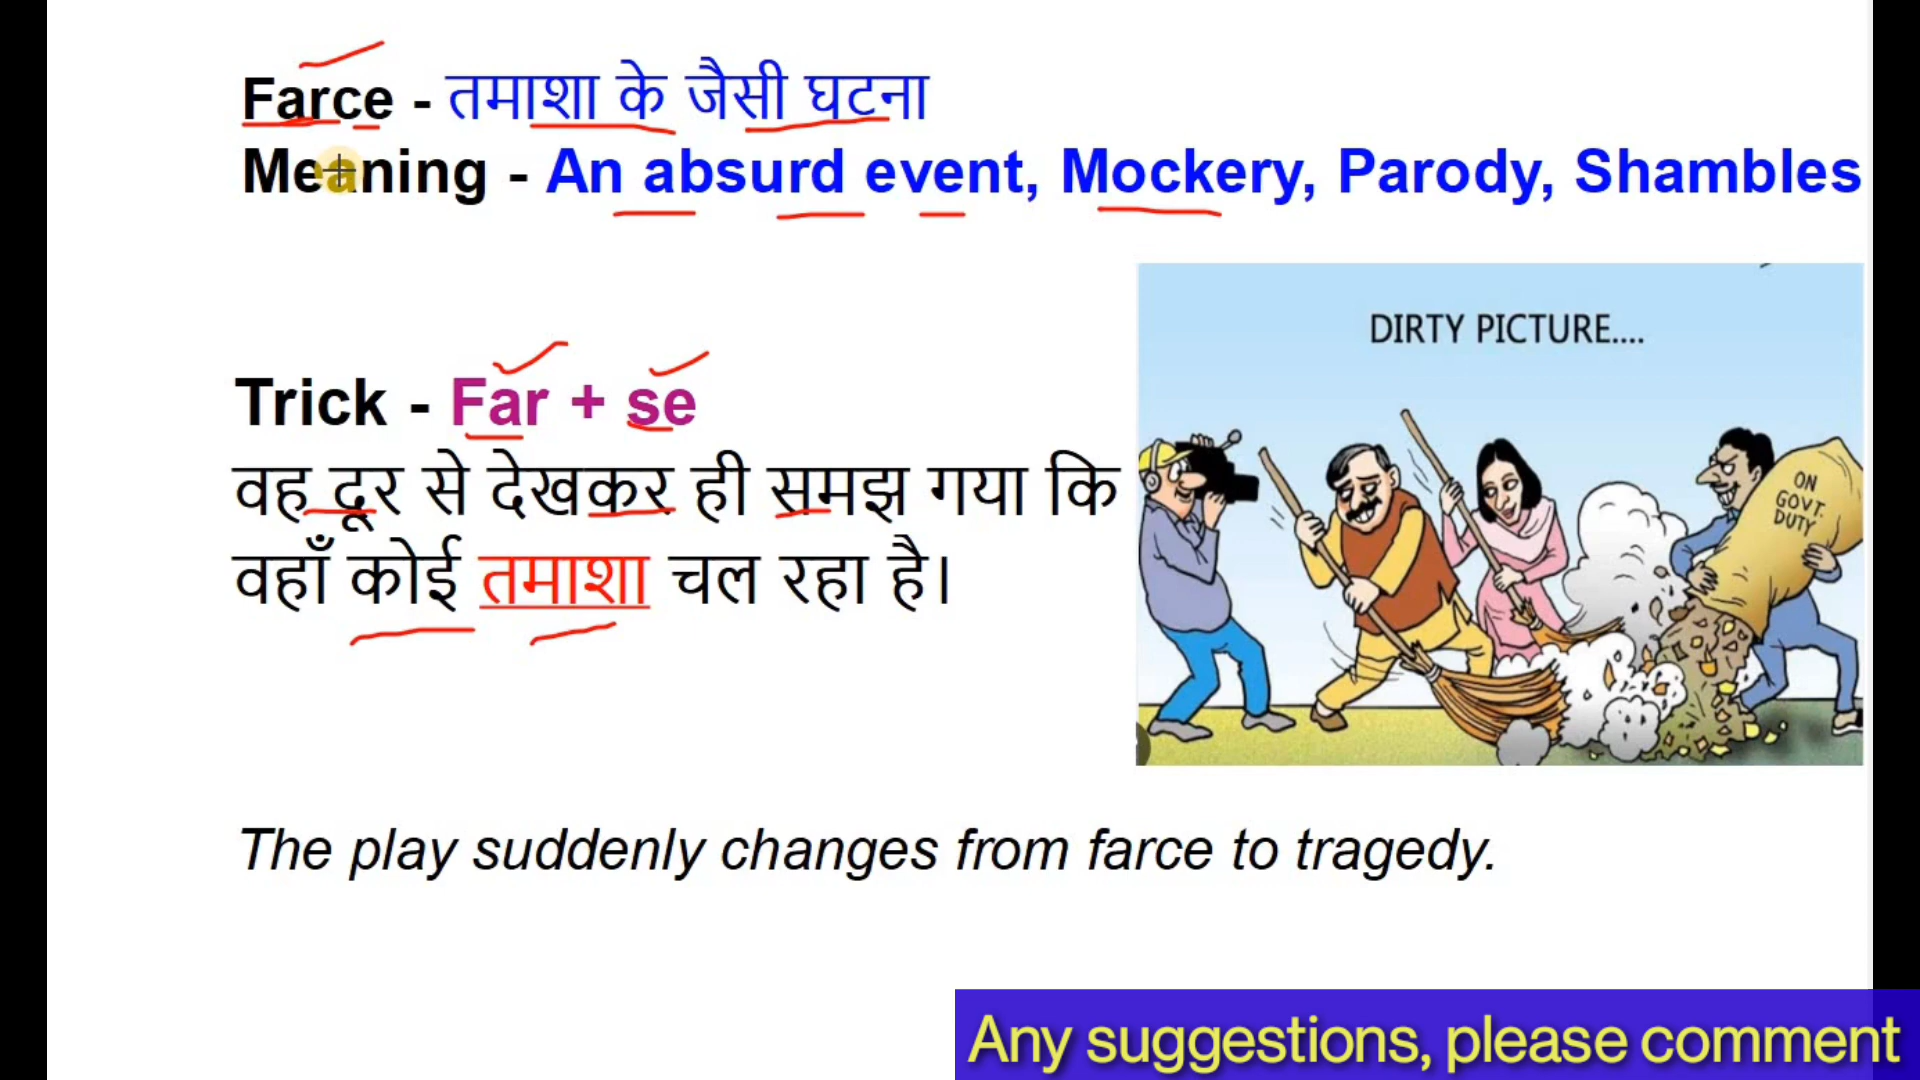 Farce - तमाशा के जैसी घटना
Meaning - An absurd event, Mockery, Parody, Shambles
DIRTY PICTURE....
Trick - Far + se
वह दूर से देखकर ही समझ गया कि
वहाँ कोई तमाशा चल रहा है।
ON
GOVT.
DUTY
The play suddenly changes from farce to tragedy.
Any suggestions, please comment